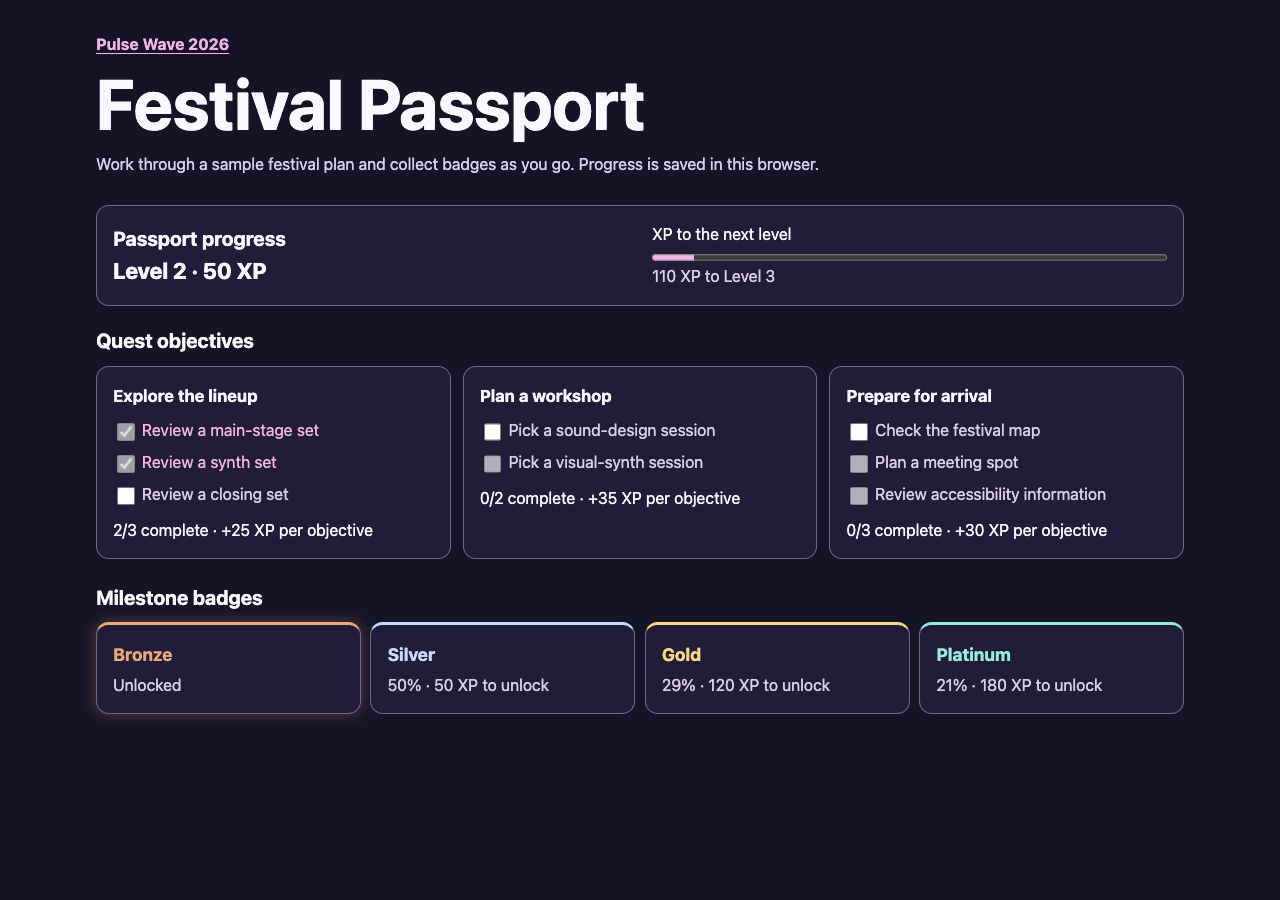 Pulse Wave 2026
Festival Passport
Work through a sample festival plan and collect badges as you go. Progress is saved in this browser.
Passport progress
Level 2 · 50 XP
XP to the next level
110 XP to Level 3
Quest objectives
Explore the lineup
Review a main-stage set
Review a synth set
Review a closing set
2/3 complete · +25 XP per objective
Plan a workshop
Pick a sound-design session
Pick a visual-synth session
0/2 complete · +35 XP per objective
Prepare for arrival
Check the festival map
Plan a meeting spot
Review accessibility information
0/3 complete · +30 XP per objective
Milestone badges
Bronze
Unlocked
Silver
50% · 50 XP to unlock
Gold
29% · 120 XP to unlock
Platinum
21% · 180 XP to unlock